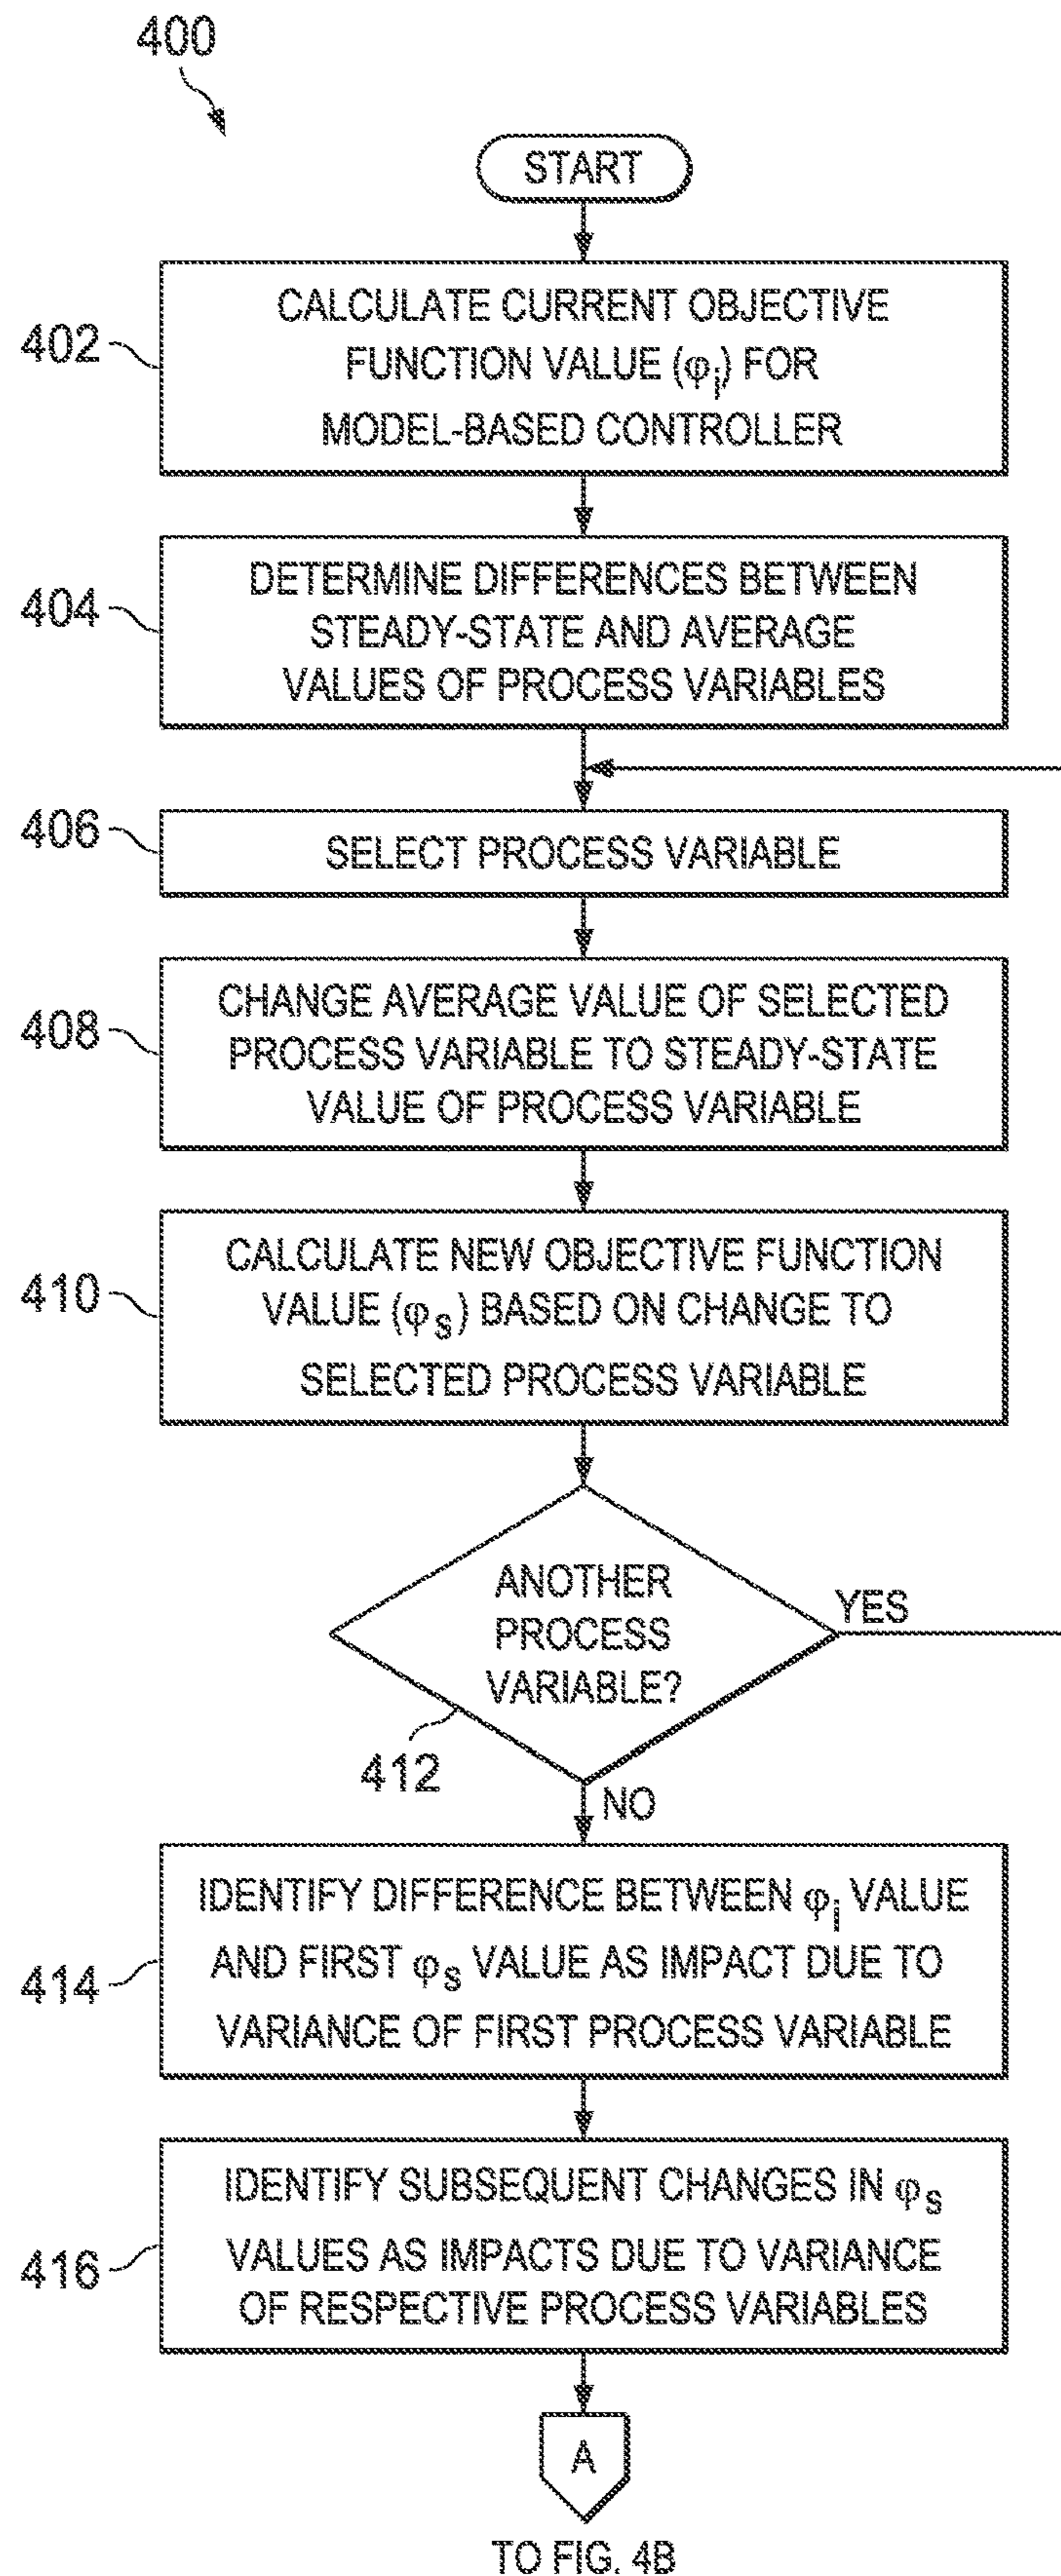 400
START
402
CALCULATE CURRENT OBJECTIVE
FUNCTION VALUE (φi) FOR
MODEL-BASED CONTROLLER
404
DETERMINE DIFFERENCES BETWEEN
STEADY-STATE AND AVERAGE
VALUES OF PROCESS VARIABLES
406
SELECT PROCESS VARIABLE
408
CHANGE AVERAGE VALUE OF SELECTED
PROCESS VARIABLE TO STEADY-STATE
VALUE OF PROCESS VARIABLE
410
CALCULATE NEW OBJECTIVE FUNCTION
VALUE (φs) BASED ON CHANGE TO
SELECTED PROCESS VARIABLE
ANOTHER
PROCESS
VARIABLE?
YES
412
NO
414
IDENTIFY DIFFERENCE BETWEEN φi VALUE
AND FIRST φs VALUE AS IMPACT DUE TO
VARIANCE OF FIRST PROCESS VARIABLE
416
IDENTIFY SUBSEQUENT CHANGES IN φs
VALUES AS IMPACTS DUE TO VARIANCE
OF RESPECTIVE PROCESS VARIABLES
A
TO FIG. 4B